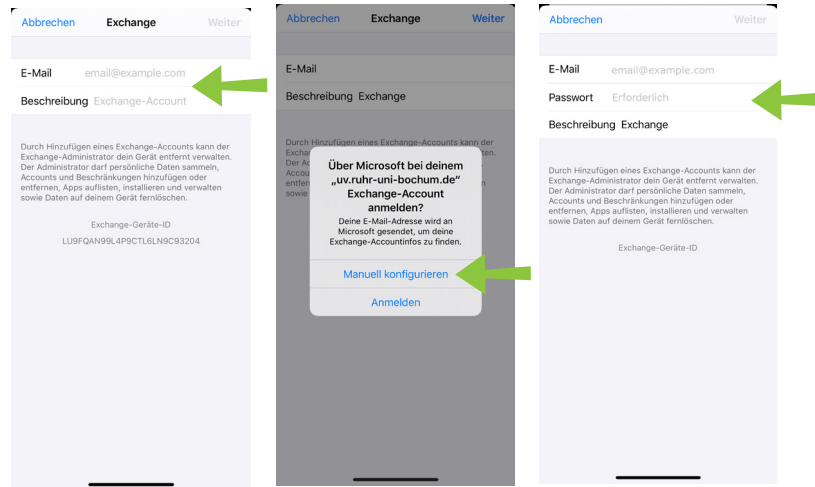 Abbrechen Exchange Weiter
E-Mail email@example.com
Beschreibung Exchange-Account
Durch Hinzufügen eines Exchange-Accounts kann der
Exchange-Administrator dein Gerät entfernt verwalten.
Der Administrator darf persönliche Daten sammeln,
Accounts und Beschränkungen hinzufügen oder
entfernen, Apps auflisten, installieren und verwalten
sowie Daten auf deinem Gerät fernlöschen.
Exchange-Geräte-ID
LU9FQAN99L4P9CTL6LN9C93204
Abbrechen Exchange Weiter
E-Mail
Beschreibung Exchange
Durch Hinzufügen eines Exchange-Accounts kann der
Über Microsoft bei deinem
„uv.ruhr-uni-bochum.de“
Exchange-Account
anmelden?
Deine E-Mail-Adresse wird an
Microsoft gesendet, um deine
Exchange-Accountinfos zu finden.
Manuell konfigurieren
Anmelden
Abbrechen Weiter
E-Mail email@example.com
Passwort Erforderlich
Beschreibung Exchange
Durch Hinzufügen eines Exchange-Accounts kann der
Exchange-Administrator dein Gerät entfernt verwalten.
Der Administrator darf persönliche Daten sammeln,
Accounts und Beschränkungen hinzufügen oder
entfernen, Apps auflisten, installieren und verwalten
sowie Daten auf deinem Gerät fernlöschen.
Exchange-Geräte-ID